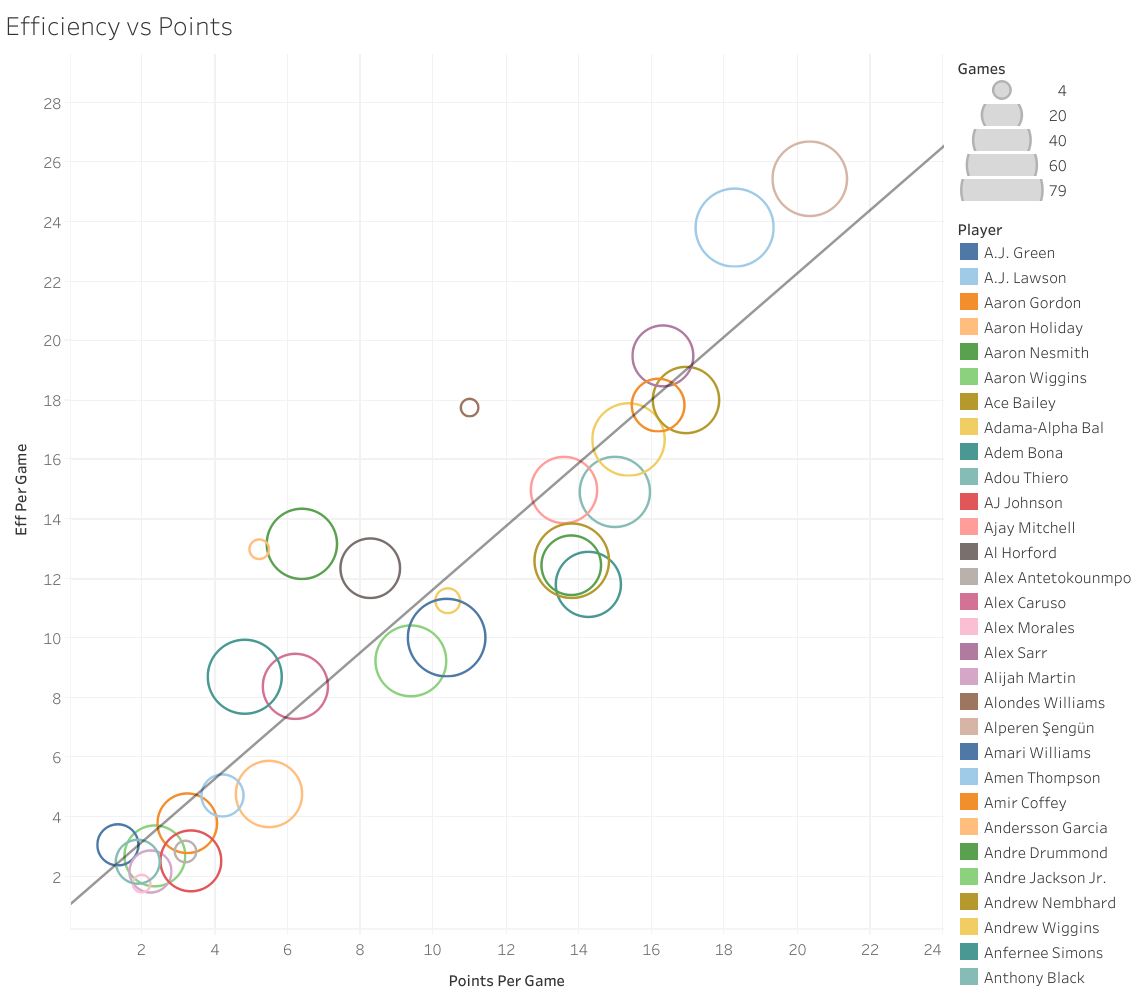 Efficiency vs Points
28
26
24
22
20
18
16
14
12
10
8
6
4
2
Eff Per Game
2 4 6 8 10 12 14 16 18 20 22 24
Points Per Game
Games
4
20
40
60
79
Player
A.J. Green
A.J. Lawson
Aaron Gordon
Aaron Holiday
Aaron Nesmith
Aaron Wiggins
Ace Bailey
Adama-Alpha Bal
Adem Bona
Adou Thiero
AJ Johnson
Ajay Mitchell
Al Horford
Alex Antetokounmpo
Alex Caruso
Alex Morales
Alex Sarr
Alijah Martin
Alondes Williams
Alperen Şengün
Amari Williams
Amen Thompson
Amir Coffey
Andersson Garcia
Andre Drummond
Andre Jackson Jr.
Andrew Nembhard
Andrew Wiggins
Anfernee Simons
Anthony Black